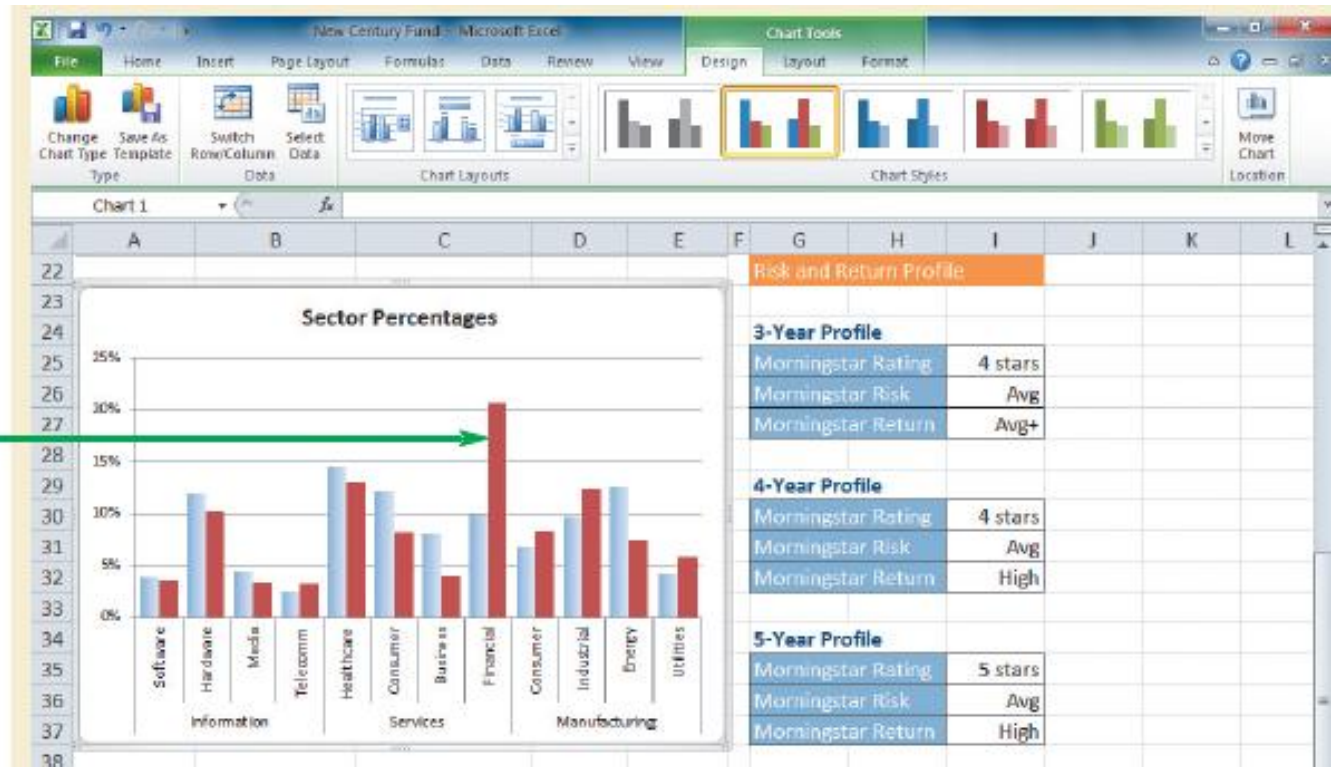 New Century Fund - Microsoft Excel
Chart Tools
File Home Insert Page Layout Formulas Data Review View Design Layout Format
Change Chart Type
Save As Template
Switch Row/Column
Select Data
Move Chart
Type Data Chart Layouts Chart Styles Location
Chart 1 fx
A B C D E F G H I J K L
22 Risk and Return Profile
23
Sector Percentages
24 3-Year Profile
25 25% Morningstar Rating 4 stars
26 20% Morningstar Risk Avg
27 Morningstar Return Avg+
28 15%
29 4-Year Profile
30 10% Morningstar Rating 4 stars
31 Morningstar Risk Avg
32 5% Morningstar Return High
33 0%
34 5-Year Profile
35 Morningstar Rating 5 stars
36 Morningstar Risk Avg
37 Morningstar Return High
38
Software Hardware Media Telecomm Healthcare Consumer Business Financial Consumer Industrial Energy Utilities
Information Services Manufacturing